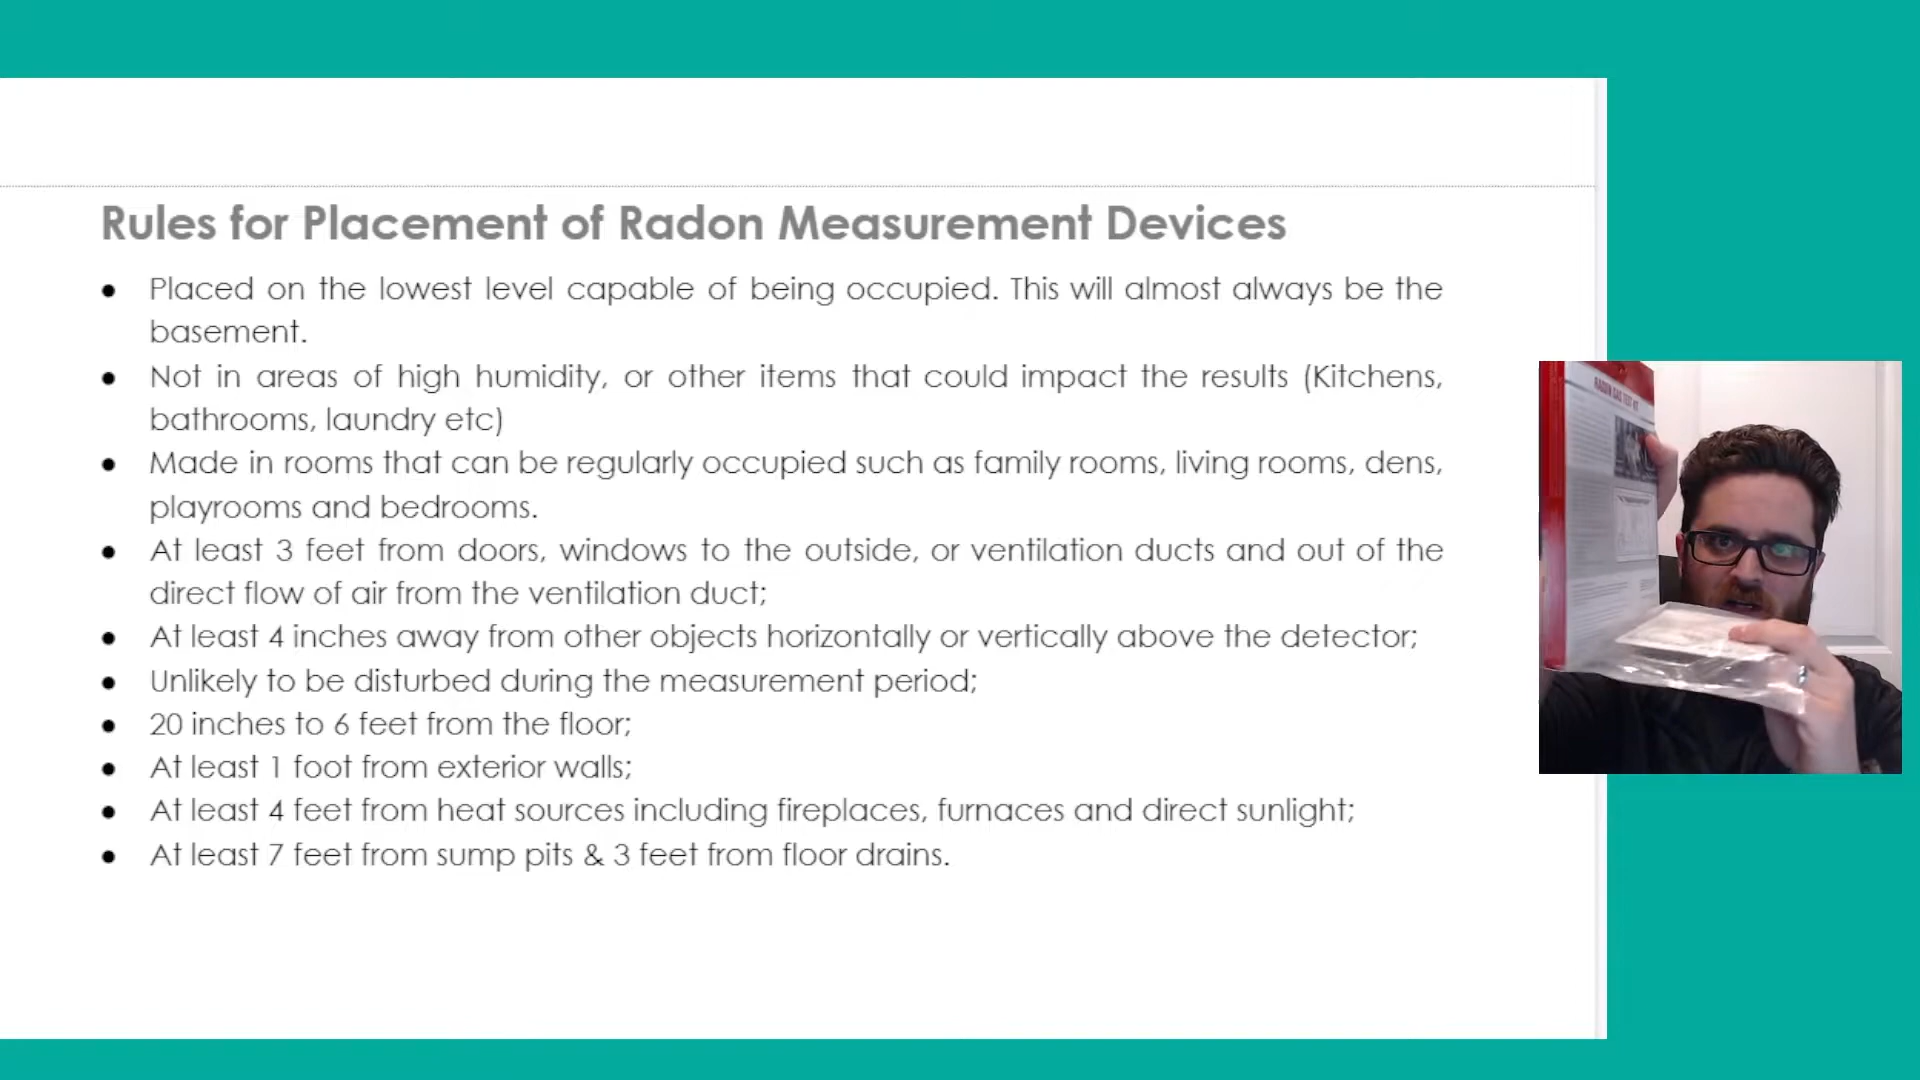 Rules for Placement of Radon Measurement Devices
● Placed on the lowest level capable of being occupied. This will almost always be the
basement.
● Not in areas of high humidity, or other items that could impact the results (Kitchens,
bathrooms, laundry etc)
● Made in rooms that can be regularly occupied such as family rooms, living rooms, dens,
playrooms and bedrooms.
● At least 3 feet from doors, windows to the outside, or ventilation ducts and out of the
direct flow of air from the ventilation duct;
● At least 4 inches away from other objects horizontally or vertically above the detector;
● Unlikely to be disturbed during the measurement period;
● 20 inches to 6 feet from the floor;
● At least 1 foot from exterior walls;
● At least 4 feet from heat sources including fireplaces, furnaces and direct sunlight;
● At least 7 feet from sump pits & 3 feet from floor drains.
RADON GAS TEST KIT